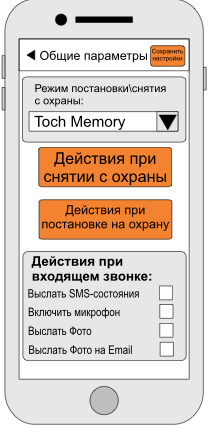 Общие параметры
Сохранить
настройки
Режим постановки\снятия
с охраны:
Toch Memory
Действия при
снятии с охраны
Действия при
постановке на охрану
Действия при
входящем звонке:
Выслать SMS-состояния
Включить микрофон
Выслать Фото
Выслать Фото на Email